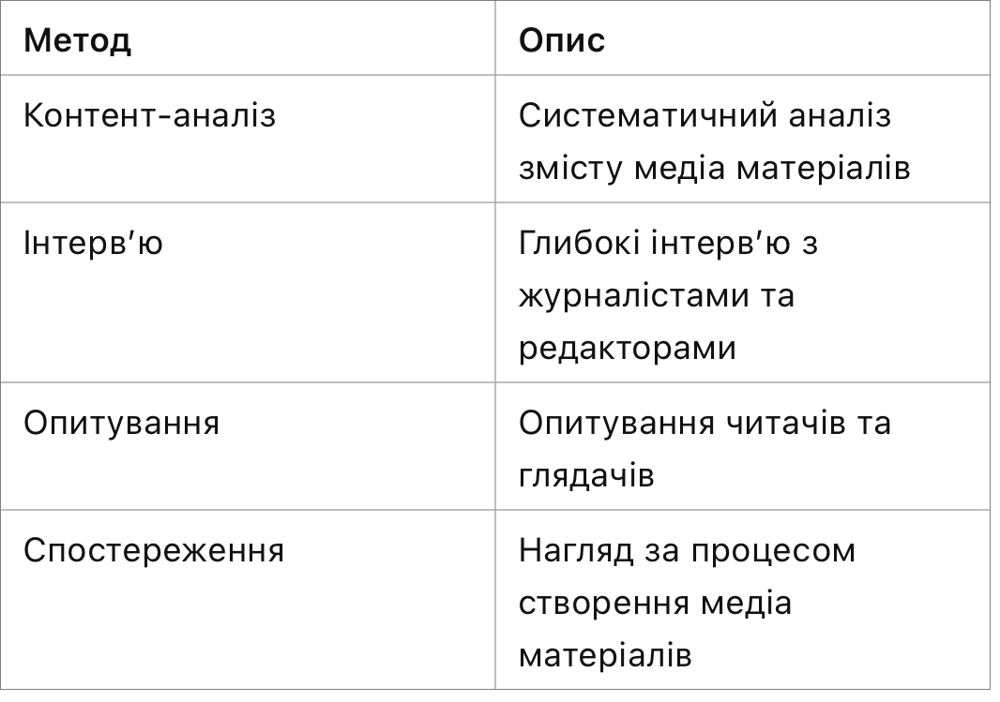 Метод
Опис
Контент-аналіз
Систематичний аналіз
змісту медіа матеріалів
Інтерв’ю
Глибокі інтерв’ю з
журналістами та
редакторами
Опитування
Опитування читачів та
глядачів
Спостереження
Нагляд за процесом
створення медіа
матеріалів